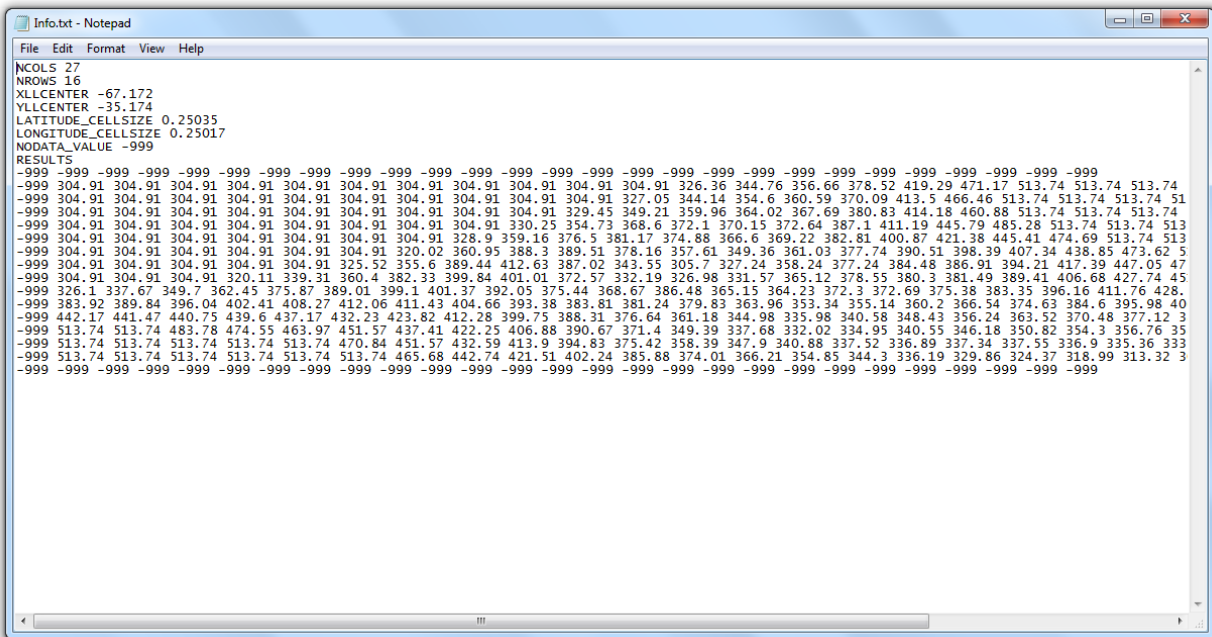 Info.txt - Notepad
File Edit Format View Help
NCOLS 27
NROWS 16
XLLCENTER -67.172
YLLCENTER -35.174
LATITUDE_CELLSIZE 0.25035
LONGITUDE_CELLSIZE 0.25017
NODATA_VALUE -999
RESULTS
-999 -999 -999 -999 -999 -999 -999 -999 -999 -999 -999 -999 -999 -999 -999 -999 -999 -999 -999 -999 -999 -999 -999 -999 -999 -999 -999
-999 304.91 304.91 304.91 304.91 304.91 304.91 304.91 304.91 304.91 304.91 304.91 326.36 344.76 356.66 378.52 419.29 471.17 513.74 513.74 513.74
-999 304.91 304.91 304.91 304.91 304.91 304.91 304.91 304.91 304.91 304.91 327.05 344.14 354.6 360.59 370.09 413.5 466.46 513.74 513.74 513.74 51
-999 304.91 304.91 304.91 304.91 304.91 304.91 304.91 304.91 304.91 329.45 349.21 359.96 364.02 367.69 380.83 414.18 460.88 513.74 513.74 513.74
-999 304.91 304.91 304.91 304.91 304.91 304.91 304.91 304.91 330.25 354.73 368.6 372.1 370.15 372.64 387.1 411.19 445.79 485.28 513.74 513.74 513
-999 304.91 304.91 304.91 304.91 304.91 304.91 304.91 328.9 359.16 376.5 381.17 374.88 366.6 369.22 382.81 400.87 421.38 445.41 474.69 513.74 513
-999 304.91 304.91 304.91 304.91 304.91 304.91 320.02 360.95 388.3 389.51 378.16 357.61 349.36 361.03 377.74 390.51 398.39 407.34 438.85 473.62 5
-999 304.91 304.91 304.91 304.91 304.91 325.52 355.6 389.44 412.63 387.02 343.55 305.7 327.24 358.24 377.24 384.48 386.91 394.21 417.39 447.05 47
-999 304.91 304.91 304.91 320.11 339.31 360.4 382.33 399.84 401.01 372.57 332.19 326.98 331.57 365.12 378.55 380.3 381.49 389.41 406.68 427.74 45
-999 326.1 337.67 349.7 362.45 375.87 389.01 399.1 401.37 392.05 375.44 368.67 386.48 365.15 364.23 372.3 372.69 375.38 383.35 396.16 411.76 428.
-999 383.92 389.84 396.04 402.41 408.27 412.06 411.43 404.66 393.38 383.81 381.24 379.83 363.96 353.34 355.14 360.2 366.54 374.63 384.6 395.98 40
-999 442.17 441.47 440.75 439.6 437.17 432.23 423.82 412.28 399.75 388.31 376.64 361.18 344.98 335.98 340.58 348.43 356.24 363.52 370.48 377.12 3
-999 513.74 513.74 483.78 474.55 463.97 451.57 437.41 422.25 406.88 390.67 371.4 349.39 337.68 332.02 334.95 340.55 346.18 350.82 354.3 356.76 35
-999 513.74 513.74 513.74 513.74 513.74 470.84 451.57 432.59 413.9 394.83 375.42 358.39 347.9 340.88 337.52 336.89 337.34 337.55 336.9 335.36 333
-999 513.74 513.74 513.74 513.74 513.74 513.74 465.68 442.74 421.51 402.24 385.88 374.01 366.21 354.85 344.3 336.19 329.86 324.37 318.99 313.32 3
-999 -999 -999 -999 -999 -999 -999 -999 -999 -999 -999 -999 -999 -999 -999 -999 -999 -999 -999 -999 -999 -999 -999 -999 -999 -999 -999